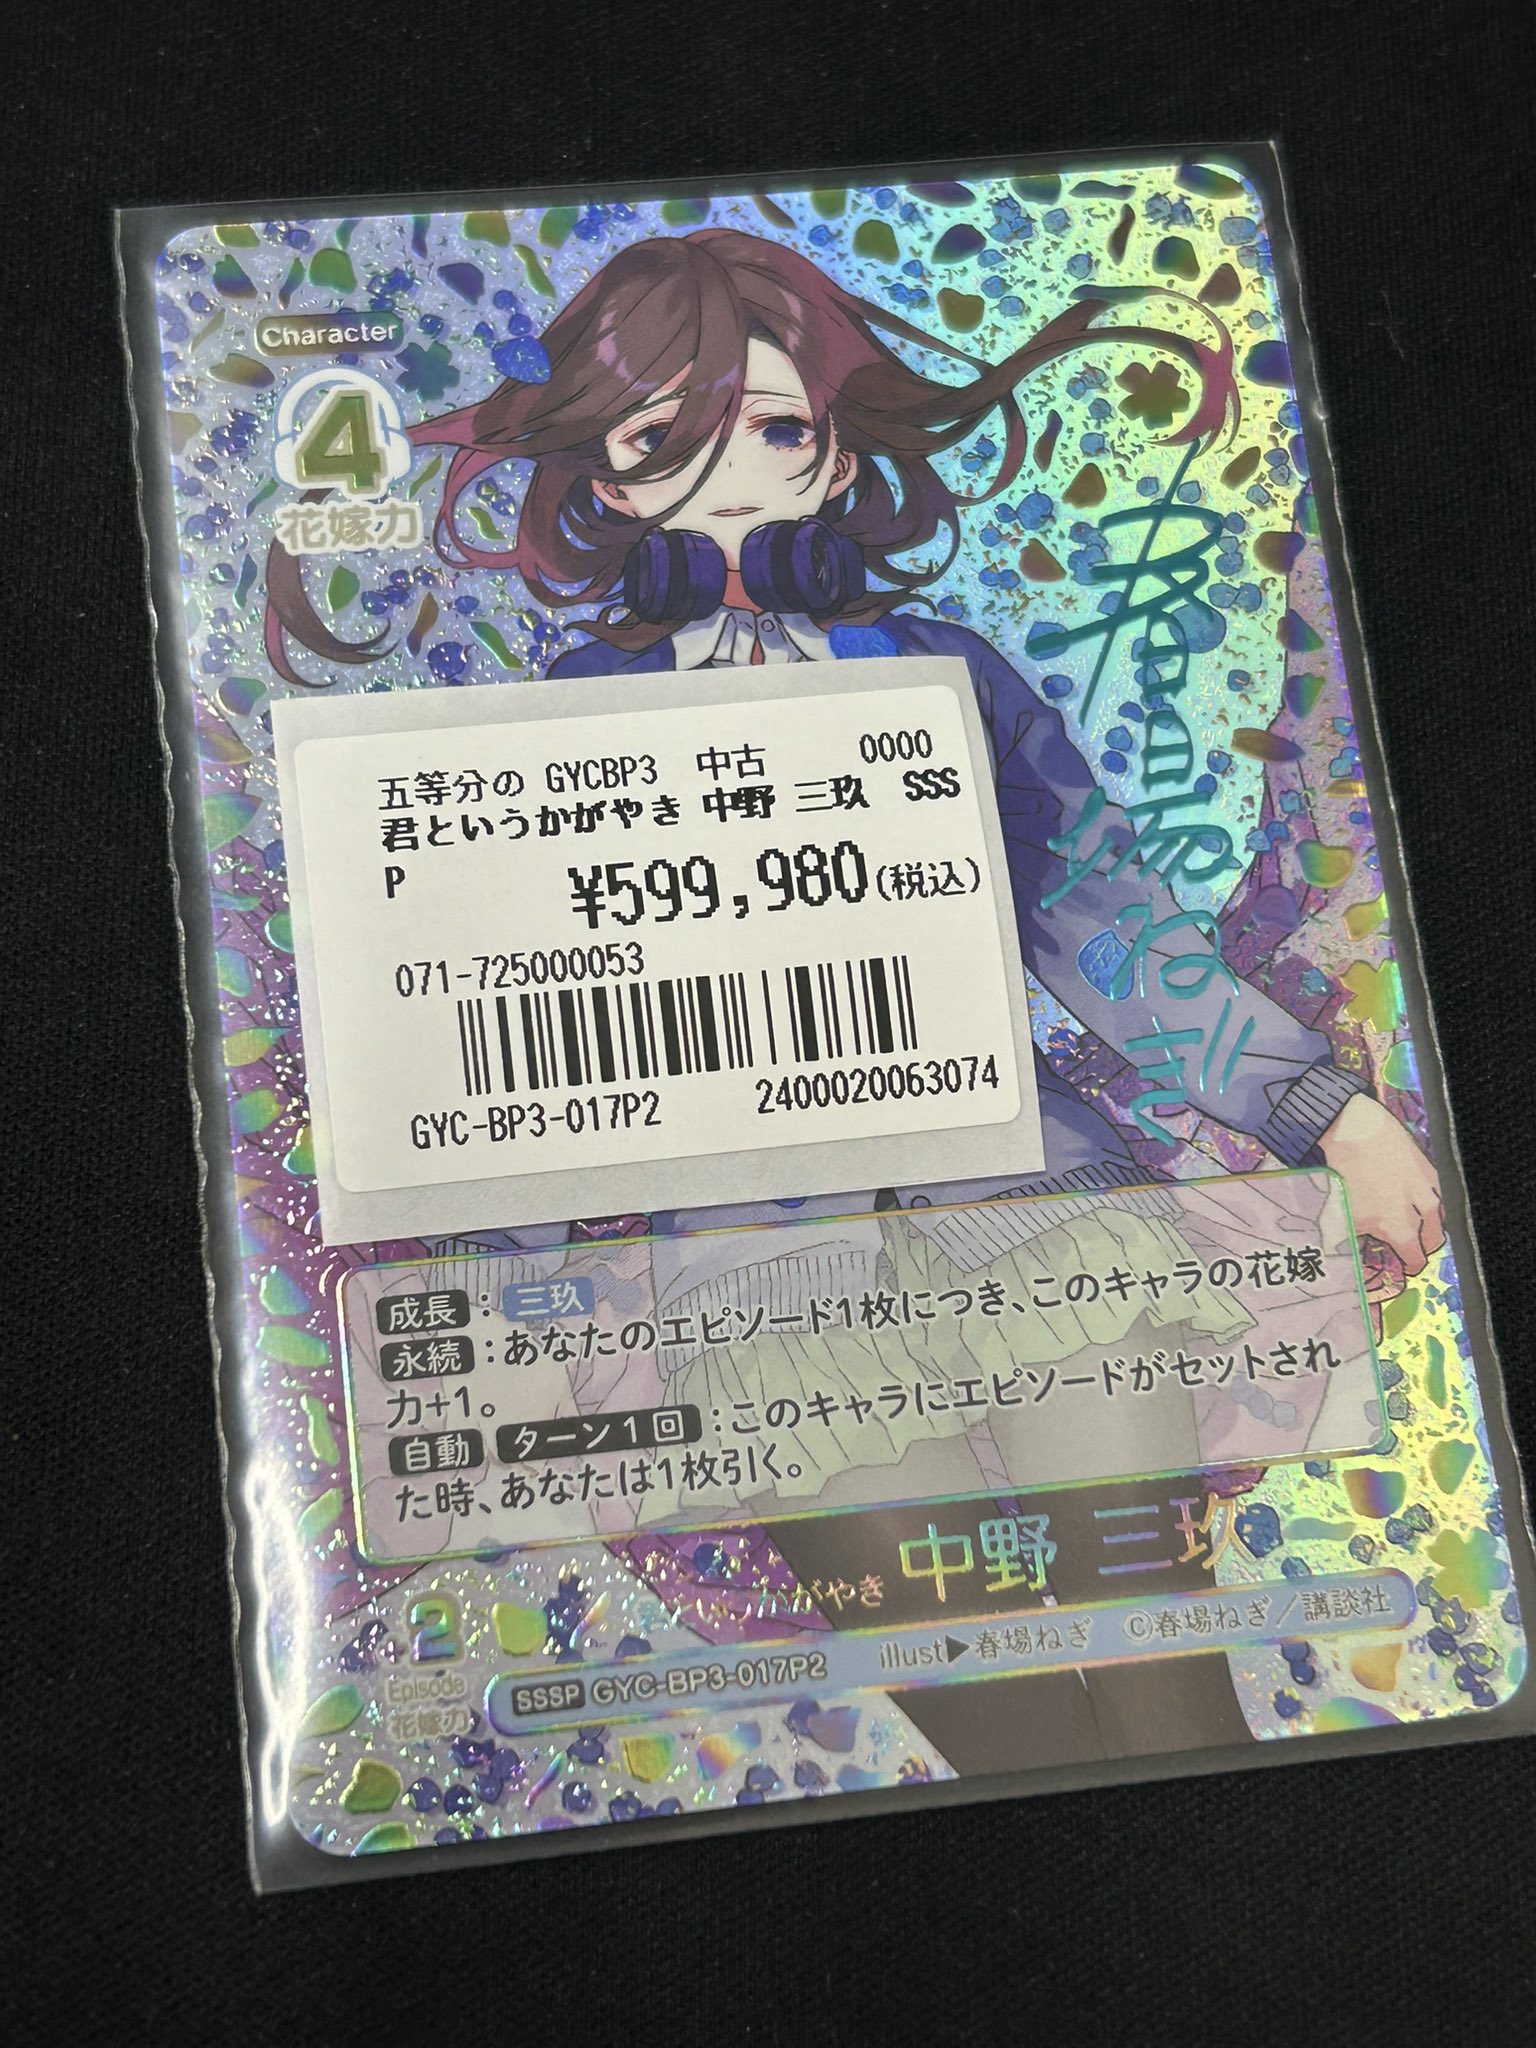 Character
4
花嫁力
春場ねぎ
五等分の GYCBP3 中古 0000
君というかがやき 中野 三玖 SSS
P ¥599,980(税込)
071-725000053
2400020063074
GYC-BP3-017P2
成長:三玖
永続:あなたのエピソード1枚につき、このキャラの花嫁
力+1。
自動 ターン1回:このキャラにエピソードがセットされ
た時、あなたは1枚引く。
君というかがやき 中野 三玖
2
Episode
花嫁力
SSSP GYC-BP3-017P2 illust▶春場ねぎ ©春場ねぎ/講談社